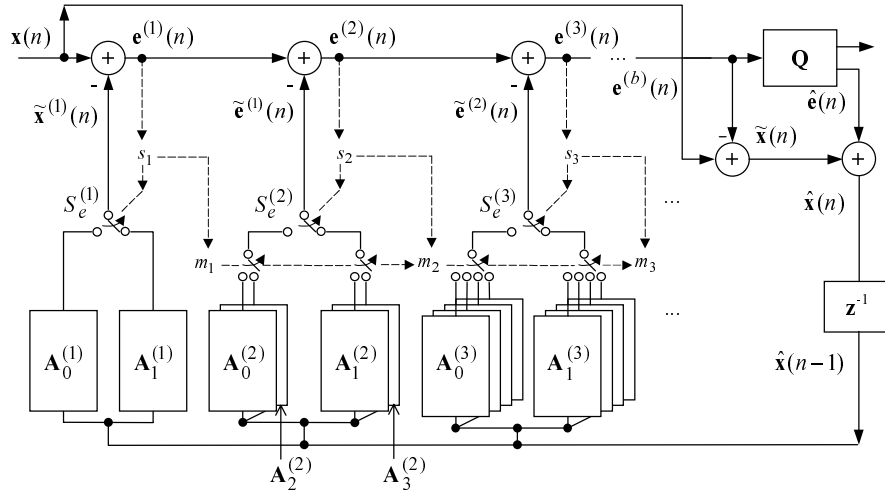 x(n) e^{(1)}(n) e^{(2)}(n) e^{(3)}(n) ... e^{(b)}(n) Q ê(n)
- - - -
x̃^{(1)}(n) ẽ^{(1)}(n) ẽ^{(2)}(n) x̃(n)
+ + + + +
s_1 s_2 s_3
S_e^{(1)} S_e^{(2)} S_e^{(3)} ... x̂(n)
m_1 m_2 m_3
A_0^{(1)} A_1^{(1)} A_0^{(2)} A_1^{(2)} A_0^{(3)} A_1^{(3)} ... z^{-1}
x̂(n−1)
A_2^{(2)} A_3^{(2)}